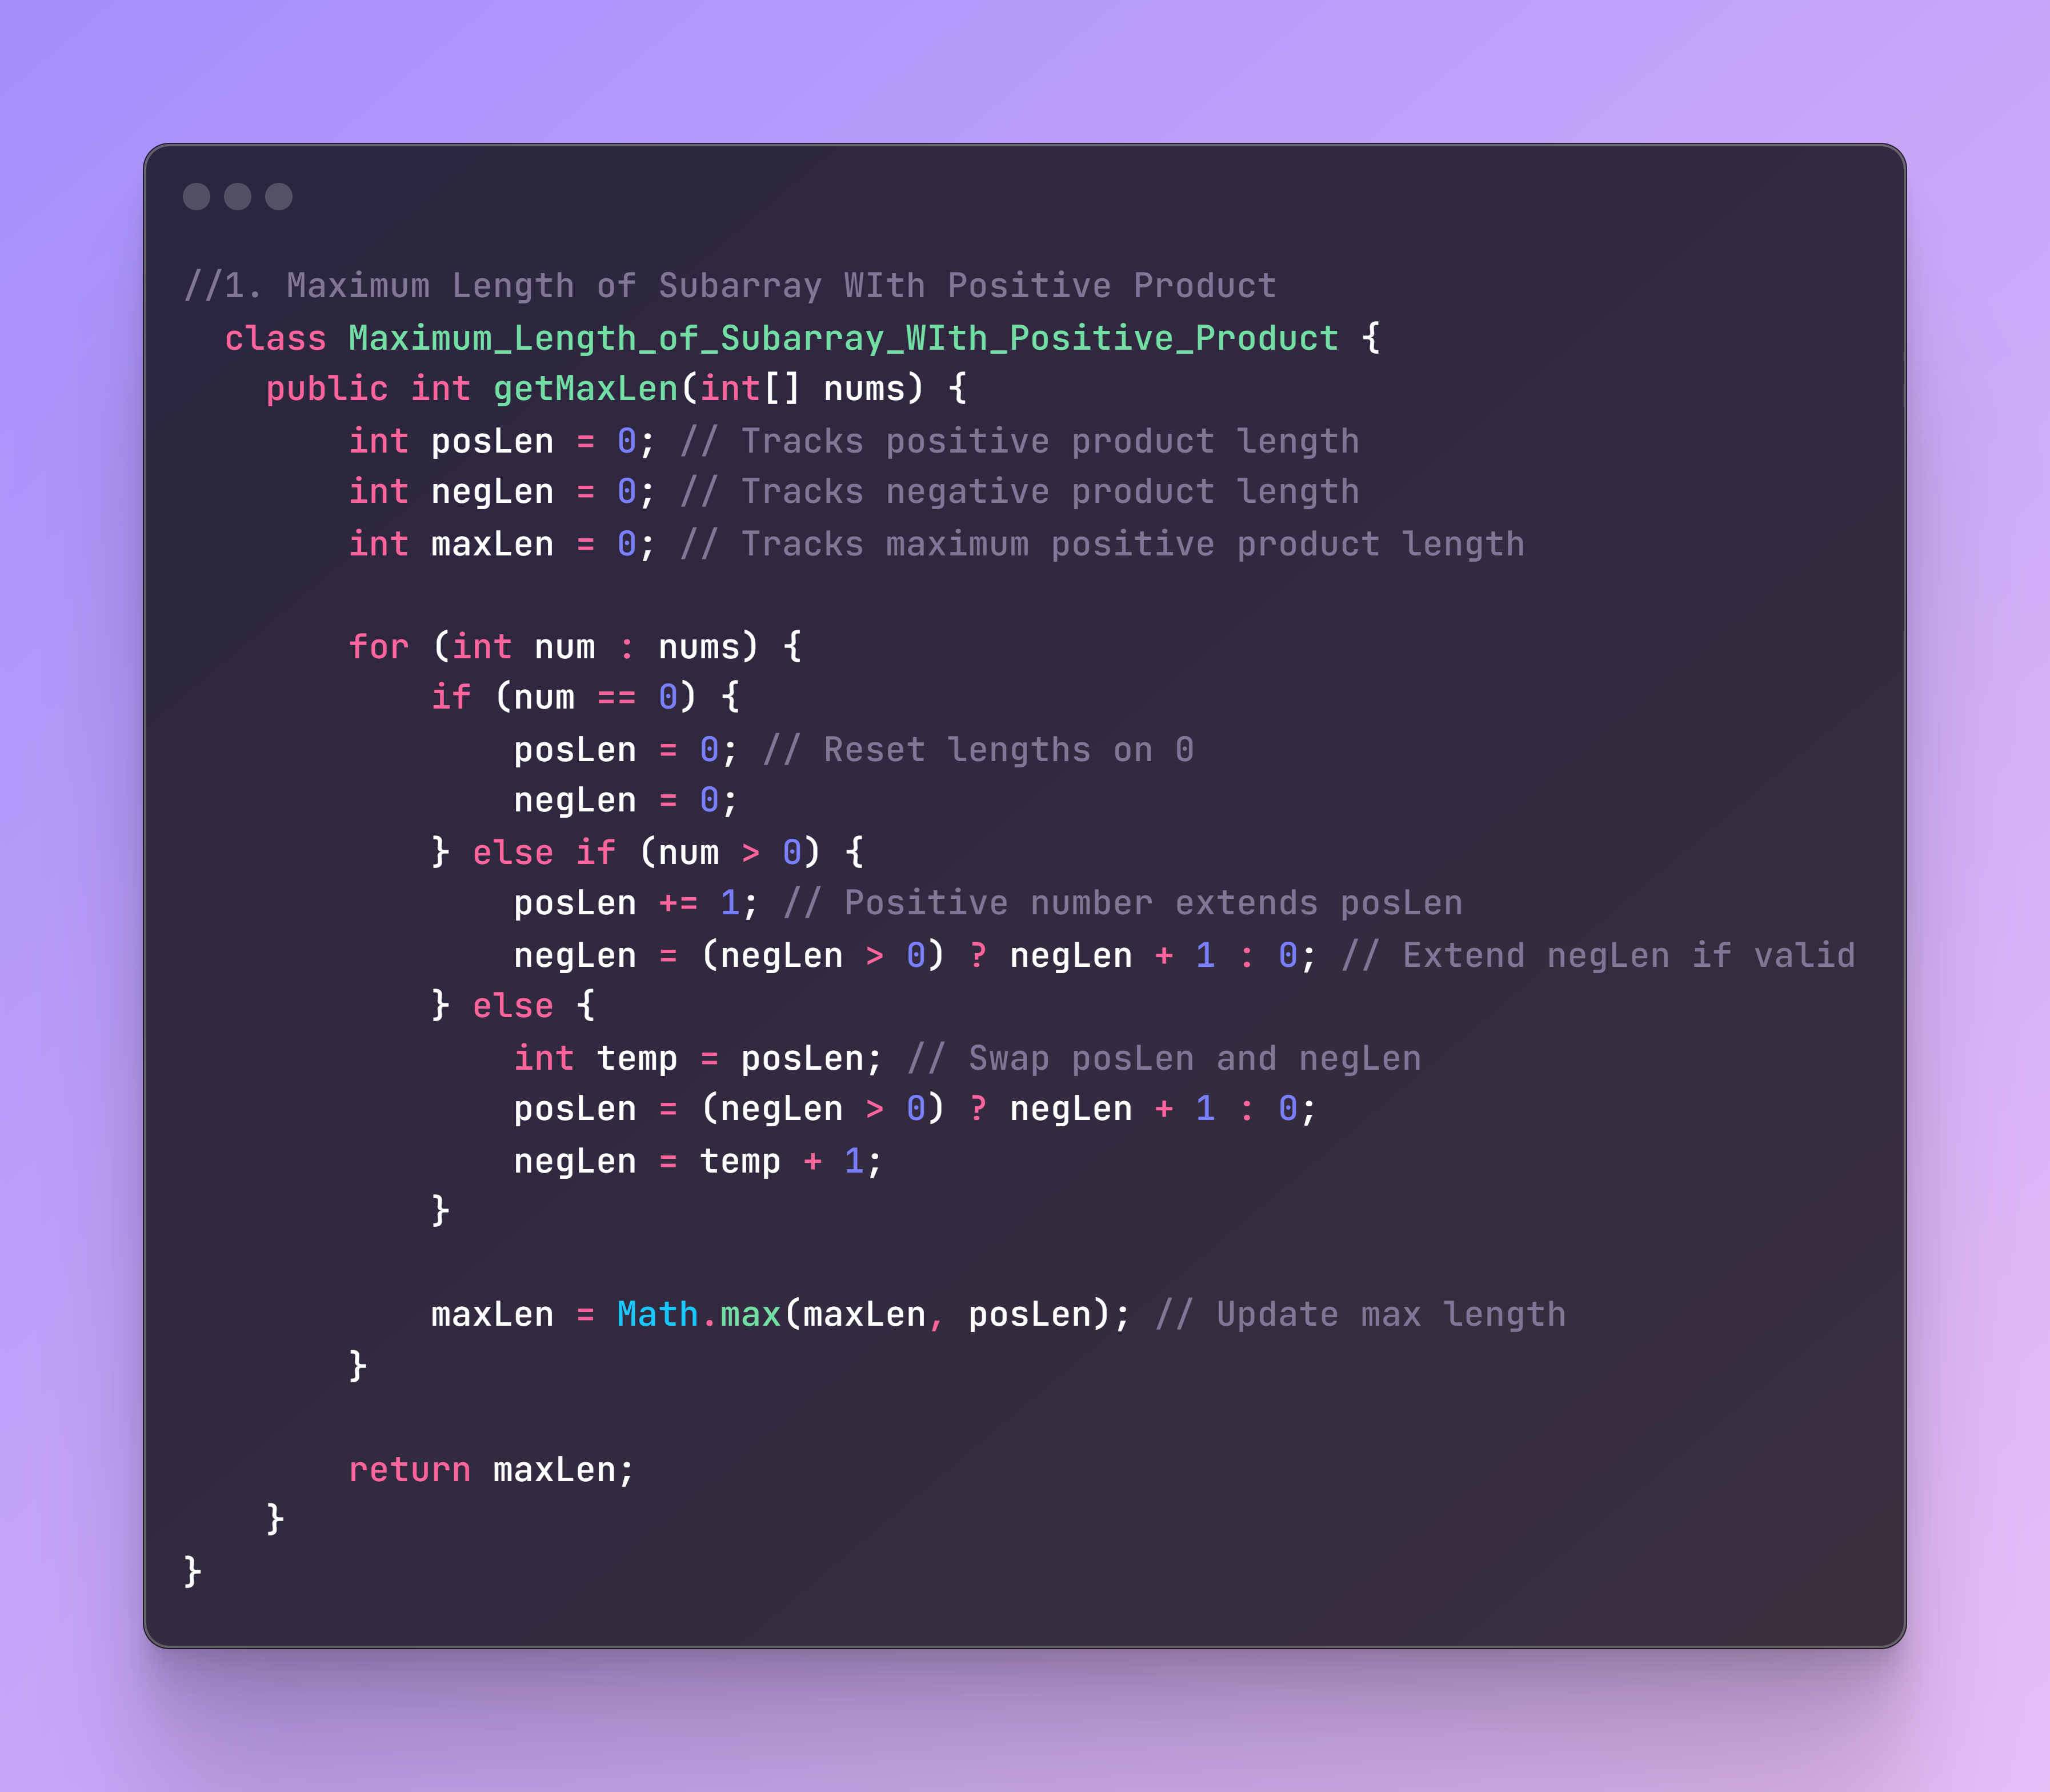 //1. Maximum Length of Subarray WIth Positive Product
  class Maximum_Length_of_Subarray_WIth_Positive_Product {
    public int getMaxLen(int[] nums) {
        int posLen = 0; // Tracks positive product length
        int negLen = 0; // Tracks negative product length
        int maxLen = 0; // Tracks maximum positive product length

        for (int num : nums) {
            if (num == 0) {
                posLen = 0; // Reset lengths on 0
                negLen = 0;
            } else if (num > 0) {
                posLen += 1; // Positive number extends posLen
                negLen = (negLen > 0) ? negLen + 1 : 0; // Extend negLen if valid
            } else {
                int temp = posLen; // Swap posLen and negLen
                posLen = (negLen > 0) ? negLen + 1 : 0;
                negLen = temp + 1;
            }

            maxLen = Math.max(maxLen, posLen); // Update max length
        }

        return maxLen;
    }
}